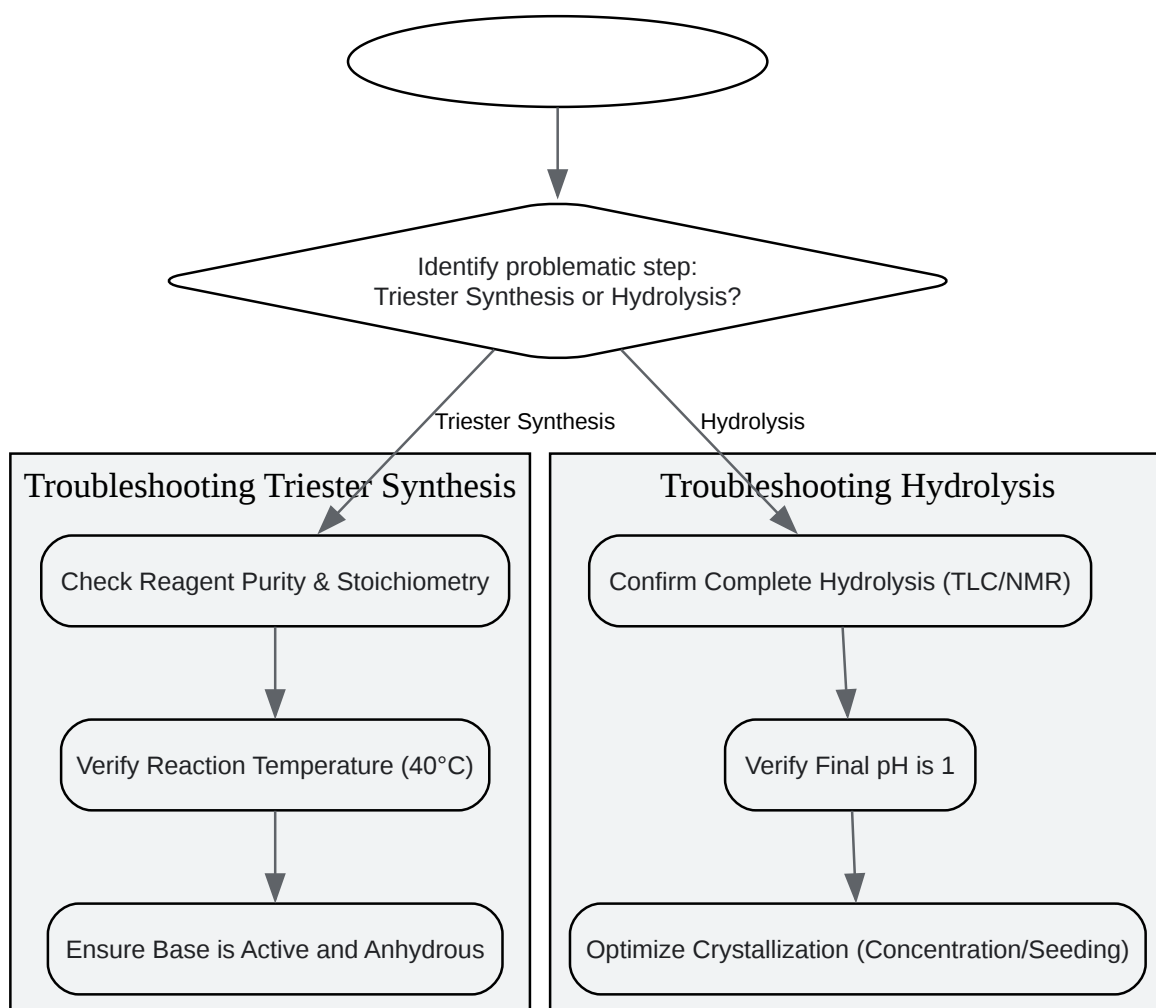 Identify problematic step:
Triester Synthesis or Hydrolysis?
Triester Synthesis
Hydrolysis
Troubleshooting Triester Synthesis
Check Reagent Purity & Stoichiometry
Verify Reaction Temperature (40°C)
Ensure Base is Active and Anhydrous
Troubleshooting Hydrolysis
Confirm Complete Hydrolysis (TLC/NMR)
Verify Final pH is 1
Optimize Crystallization (Concentration/Seeding)